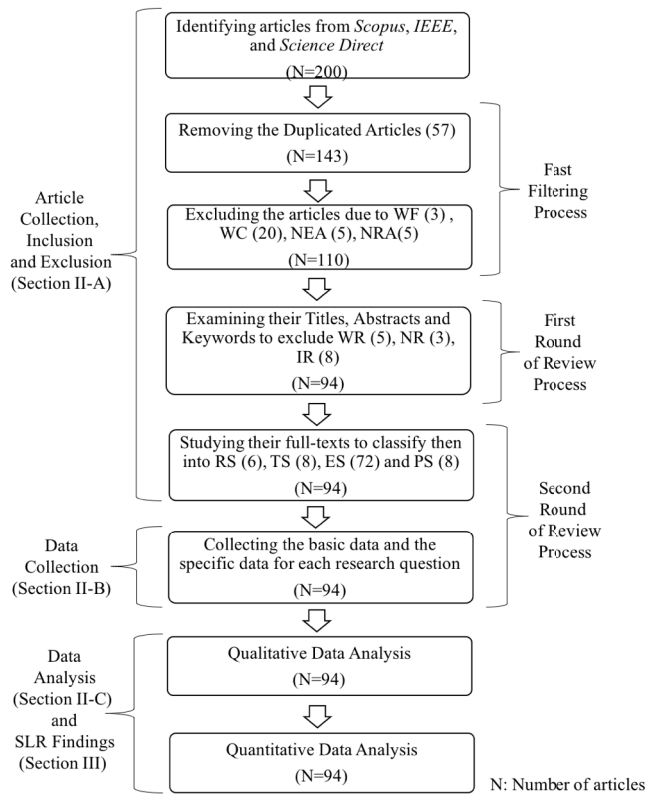 Identifying articles from Scopus, IEEE,
and Science Direct
(N=200)
Removing the Duplicated Articles (57)
(N=143)
Fast
Filtering
Process
Excluding the articles due to WF (3) ,
WC (20), NEA (5), NRA(5)
(N=110)
Article
Collection,
Inclusion
and Exclusion
(Section II-A)
Examining their Titles, Abstracts and
Keywords to exclude WR (5), NR (3),
IR (8)
(N=94)
First
Round
of Review
Process
Studying their full-texts to classify then
into RS (6), TS (8), ES (72) and PS (8)
(N=94)
Second
Round
of Review
Process
Data
Collection
(Section II-B)
Collecting the basic data and the
specific data for each research question
(N=94)
Data
Analysis
(Section II-C)
and
SLR Findings
(Section III)
Qualitative Data Analysis
(N=94)
Quantitative Data Analysis
(N=94)
N: Number of articles